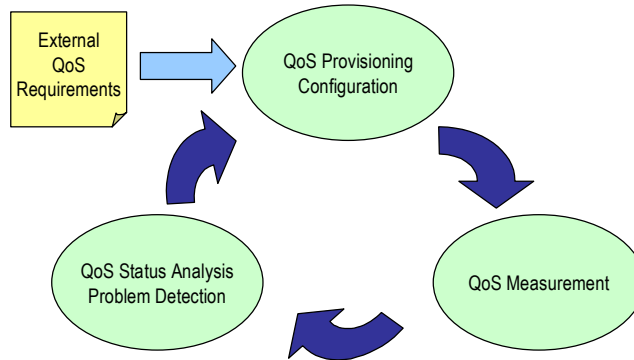 External
QoS
Requirements
QoS Provisioning
Configuration
QoS Status Analysis
Problem Detection
QoS Measurement